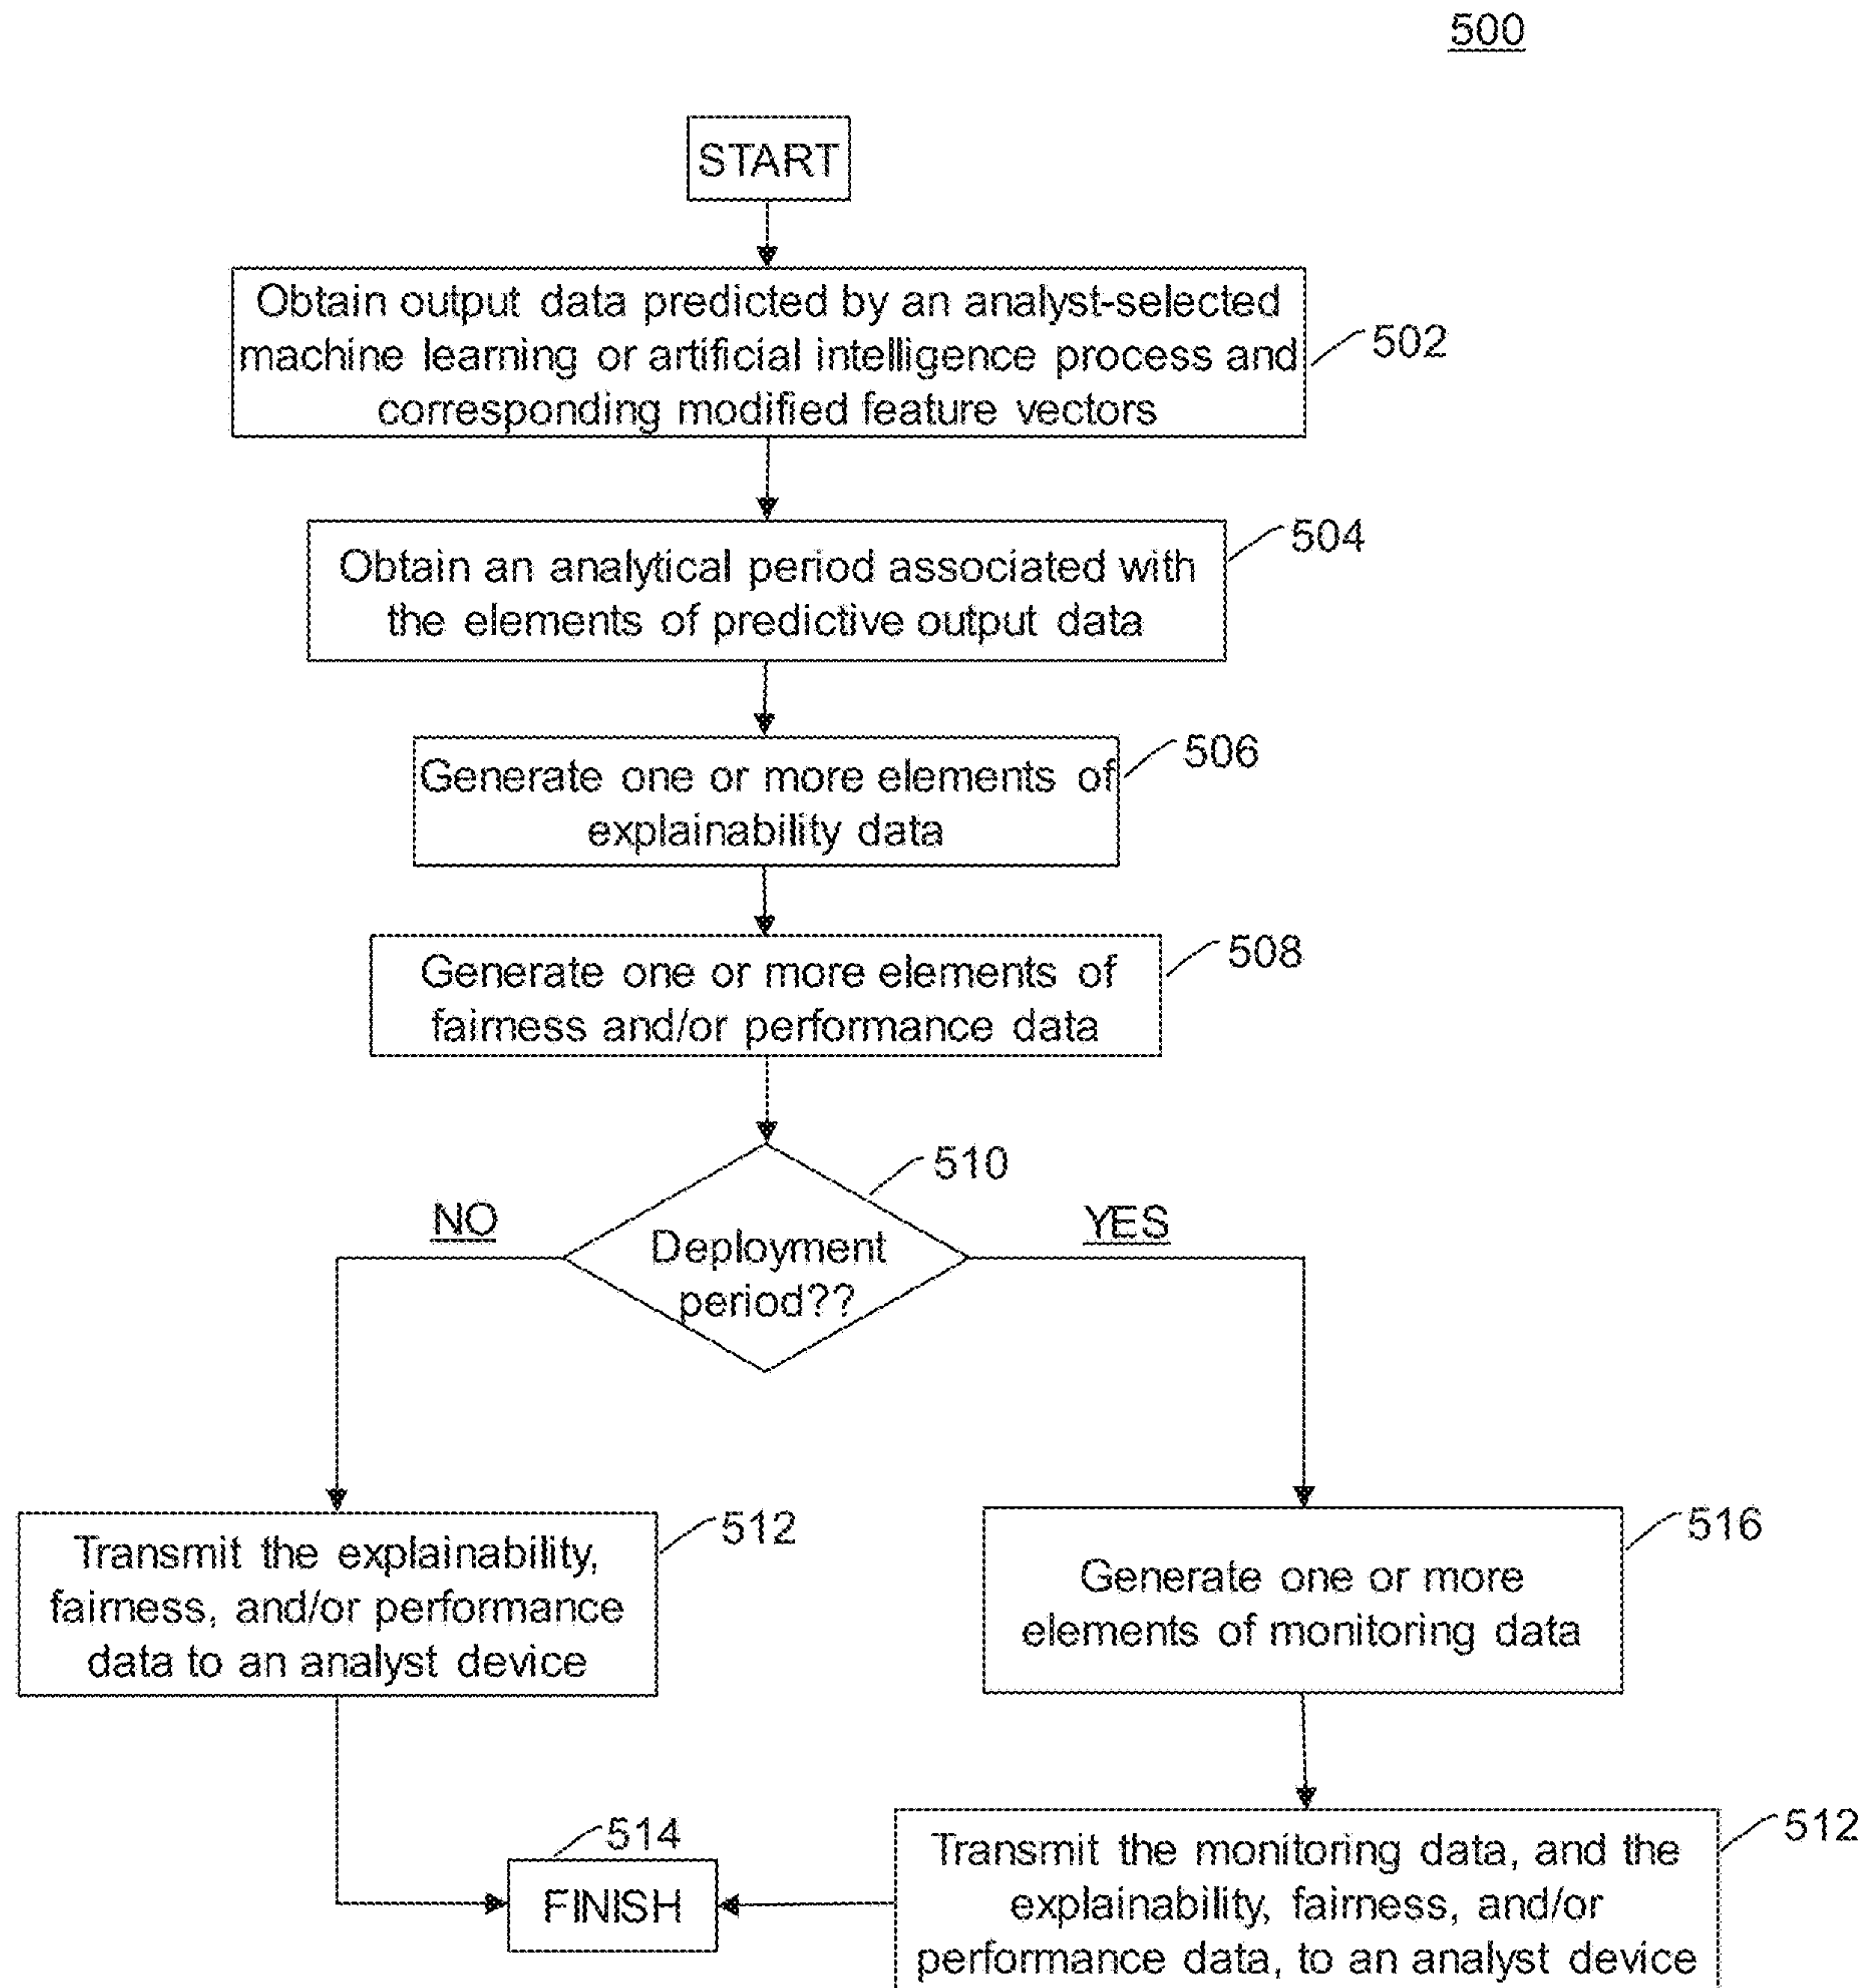 500
START
Obtain output data predicted by an analyst-selected
machine learning or artificial intelligence process and
corresponding modified feature vectors
502
Obtain an analytical period associated with
the elements of predictive output data
504
Generate one or more elements of
explainability data
506
Generate one or more elements of
fairness and/or performance data
508
510
Deployment
period??
NO
YES
Transmit the explainability,
fairness, and/or performance
data to an analyst device
512
Generate one or more
elements of monitoring data
516
514
FINISH
Transmit the monitoring data, and the
explainability, fairness, and/or
performance data, to an analyst device
512